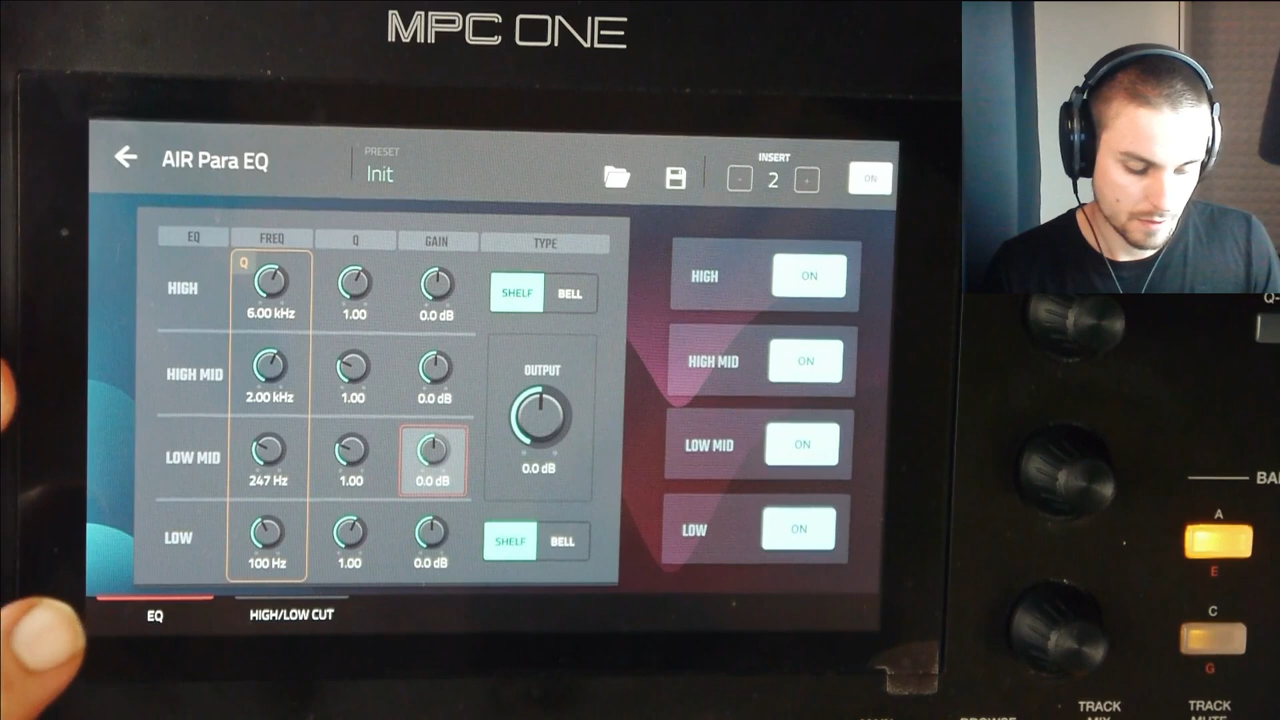 MPC ONE
AIR Para EQ
PRESET
Init
INSERT
- 2 +
ON
EQ FREQ Q GAIN TYPE
Q
HIGH 6.00 kHz 1.00 0.0 dB SHELF BELL
HIGH MID 2.00 kHz 1.00 0.0 dB
OUTPUT
0.0 dB
LOW MID 247 Hz 1.00 0.0 dB
LOW 100 Hz 1.00 0.0 dB SHELF BELL
HIGH ON
HIGH MID ON
LOW MID ON
LOW ON
EQ HIGH/LOW CUT
A
E
C
G
TRACK
TRACK